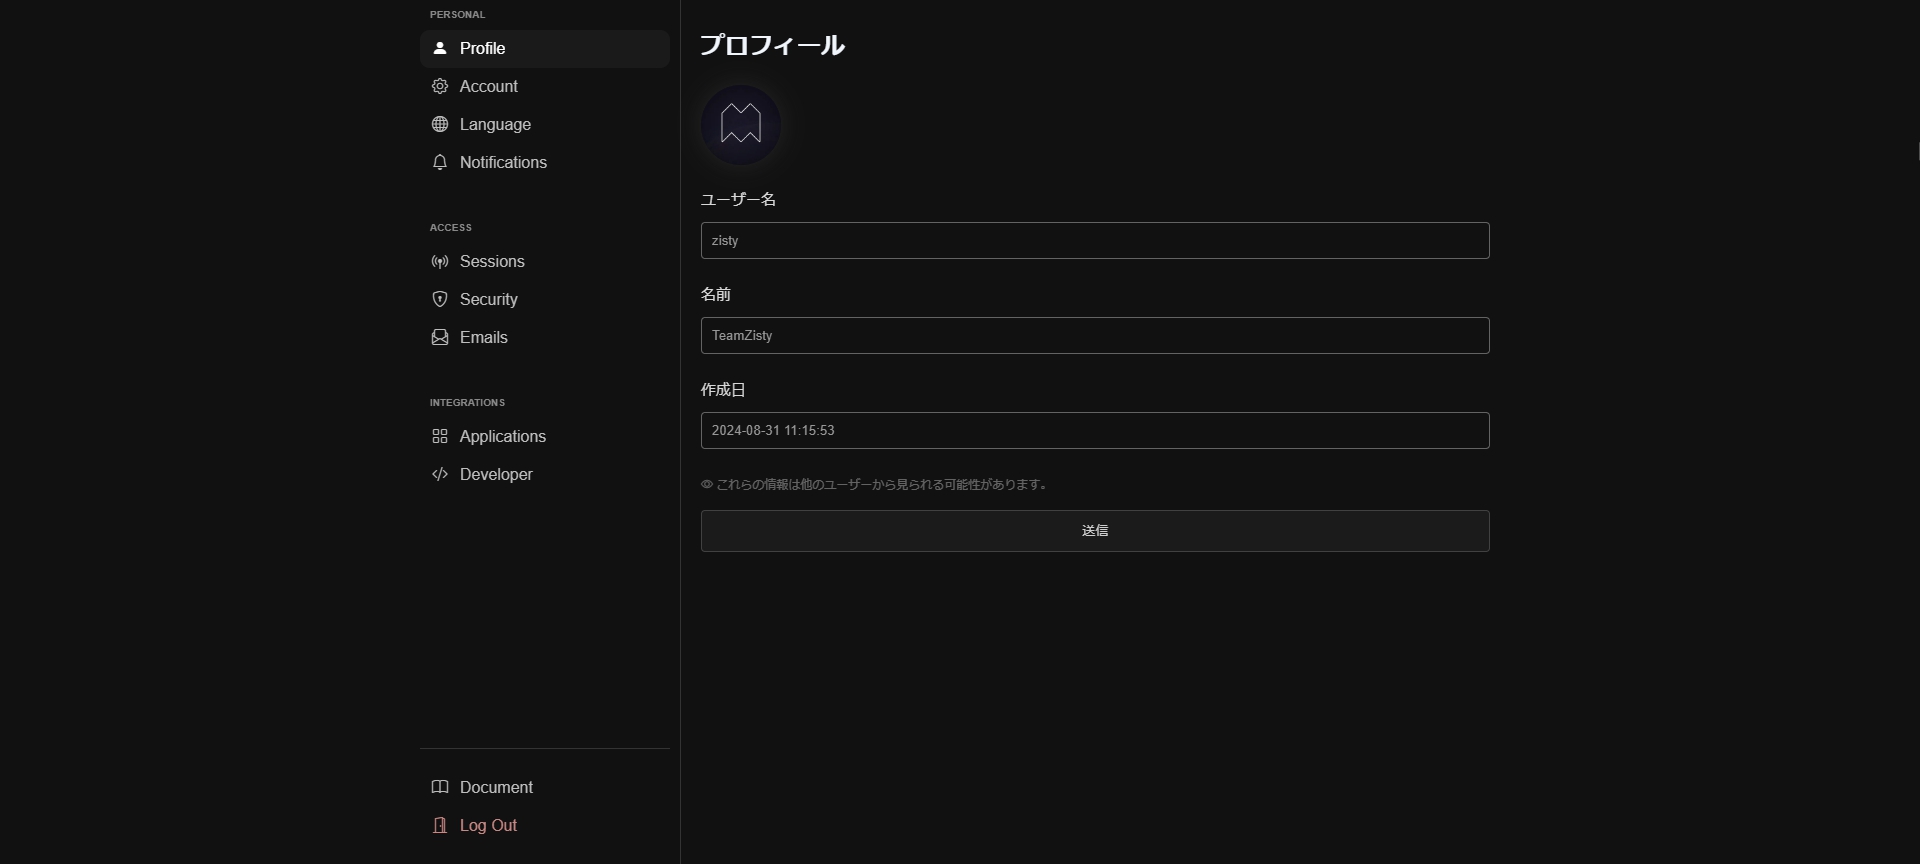 PERSONAL
Profile
Account
Language
Notifications
ACCESS
Sessions
Security
Emails
INTEGRATIONS
Applications
Developer
Document
Log Out
プロフィール
ユーザー名
zisty
名前
TeamZisty
作成日
2024-08-31 11:15:53
これらの情報は他のユーザーから見られる可能性があります。
送信